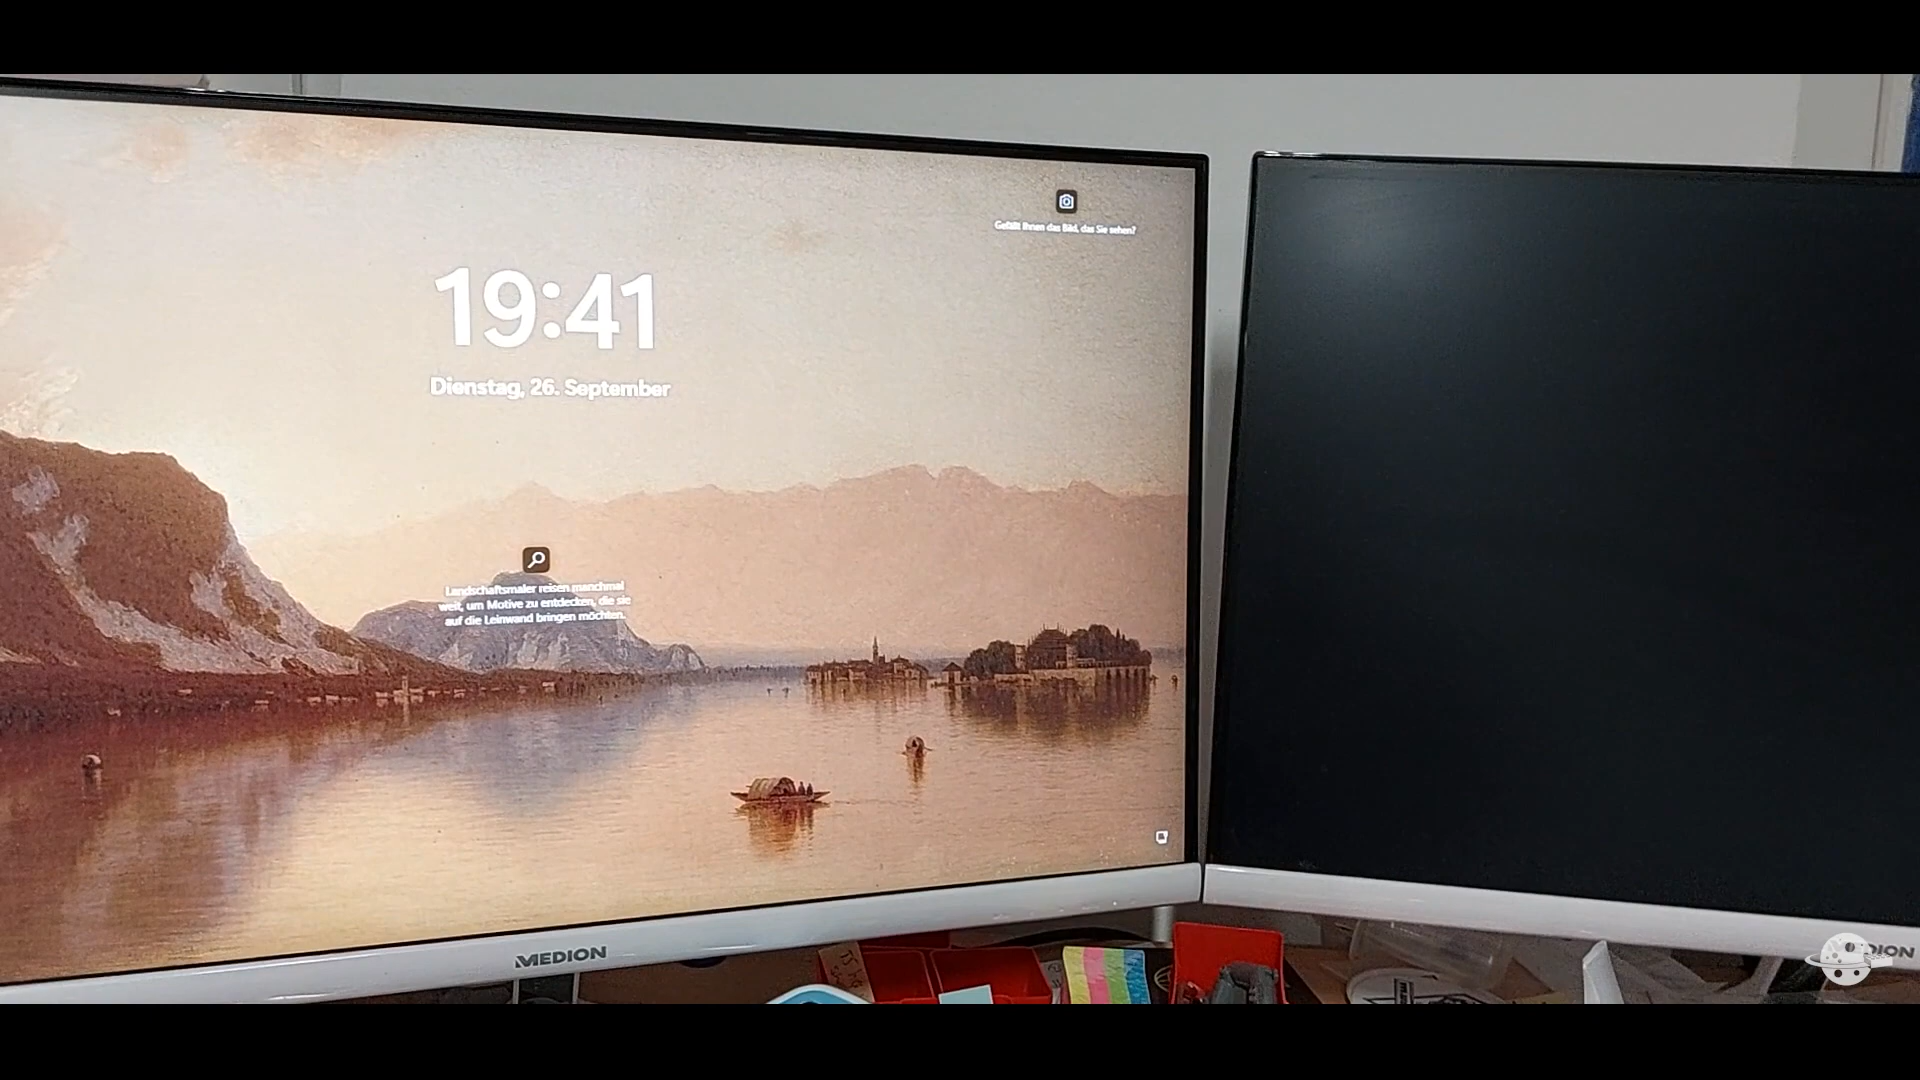 Gefällt Ihnen das Bild, das Sie sehen?
19:41
Dienstag, 26. September
Landschaftsmaler reisen manchmal
weit, um Motive zu entdecken, die sie
auf die Leinwand bringen möchten.
MEDION
DION